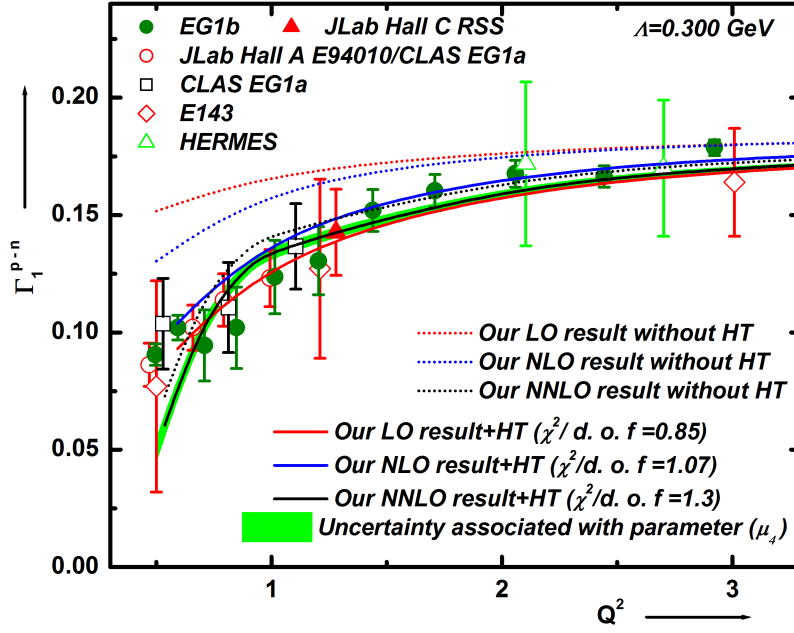 EG1b
JLab Hall C RSS
Λ=0.300 GeV
JLab Hall A E94010/CLAS EG1a
CLAS EG1a
E143
HERMES
0.20
0.15
0.10
0.05
0.00
Γ₁ᵖ⁻ⁿ
Our LO result without HT
Our NLO result without HT
Our NNLO result without HT
Our LO result+HT (χ²/ d. o. f =0.85)
Our NLO result+HT (χ²/d. o. f =1.07)
Our NNLO result+HT (χ²/d. o. f =1.3)
Uncertainty associated with parameter (μ₄)
1
2
3
Q²